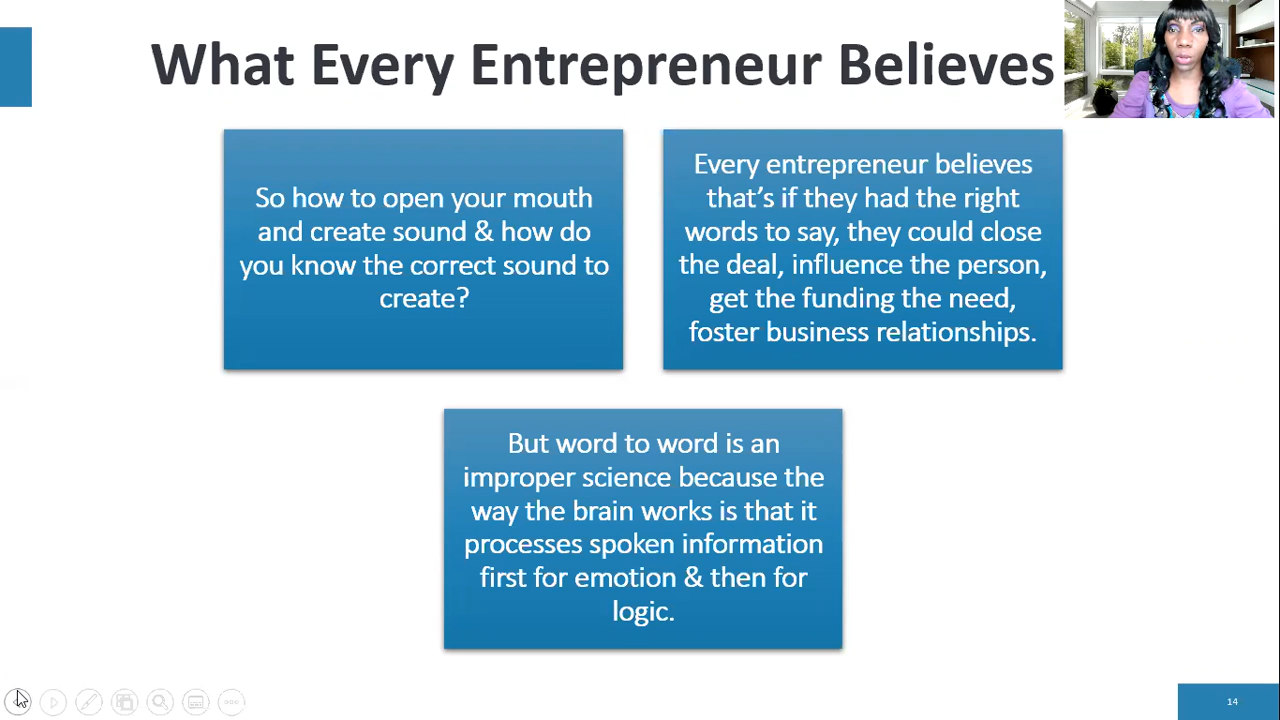 What Every Entrepreneur Believes
So how to open your mouth
and create sound & how do
you know the correct sound to
create?
Every entrepreneur believes
that’s if they had the right
words to say, they could close
the deal, influence the person,
get the funding the need,
foster business relationships.
But word to word is an
improper science because the
way the brain works is that it
processes spoken information
first for emotion & then for
logic.
14